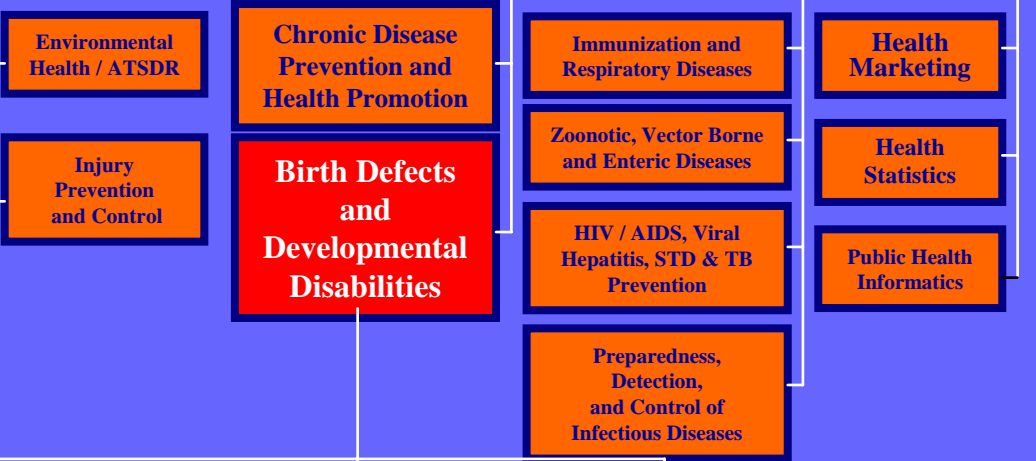 Environmental
Health / ATSDR
Injury
Prevention
and Control
Chronic Disease
Prevention and
Health Promotion
Birth Defects
and
Developmental
Disabilities
Immunization and
Respiratory Diseases
Zoonotic, Vector Borne
and Enteric Diseases
HIV / AIDS, Viral
Hepatitis, STD & TB
Prevention
Preparedness,
Detection,
and Control of
Infectious Diseases
Health
Marketing
Health
Statistics
Public Health
Informatics